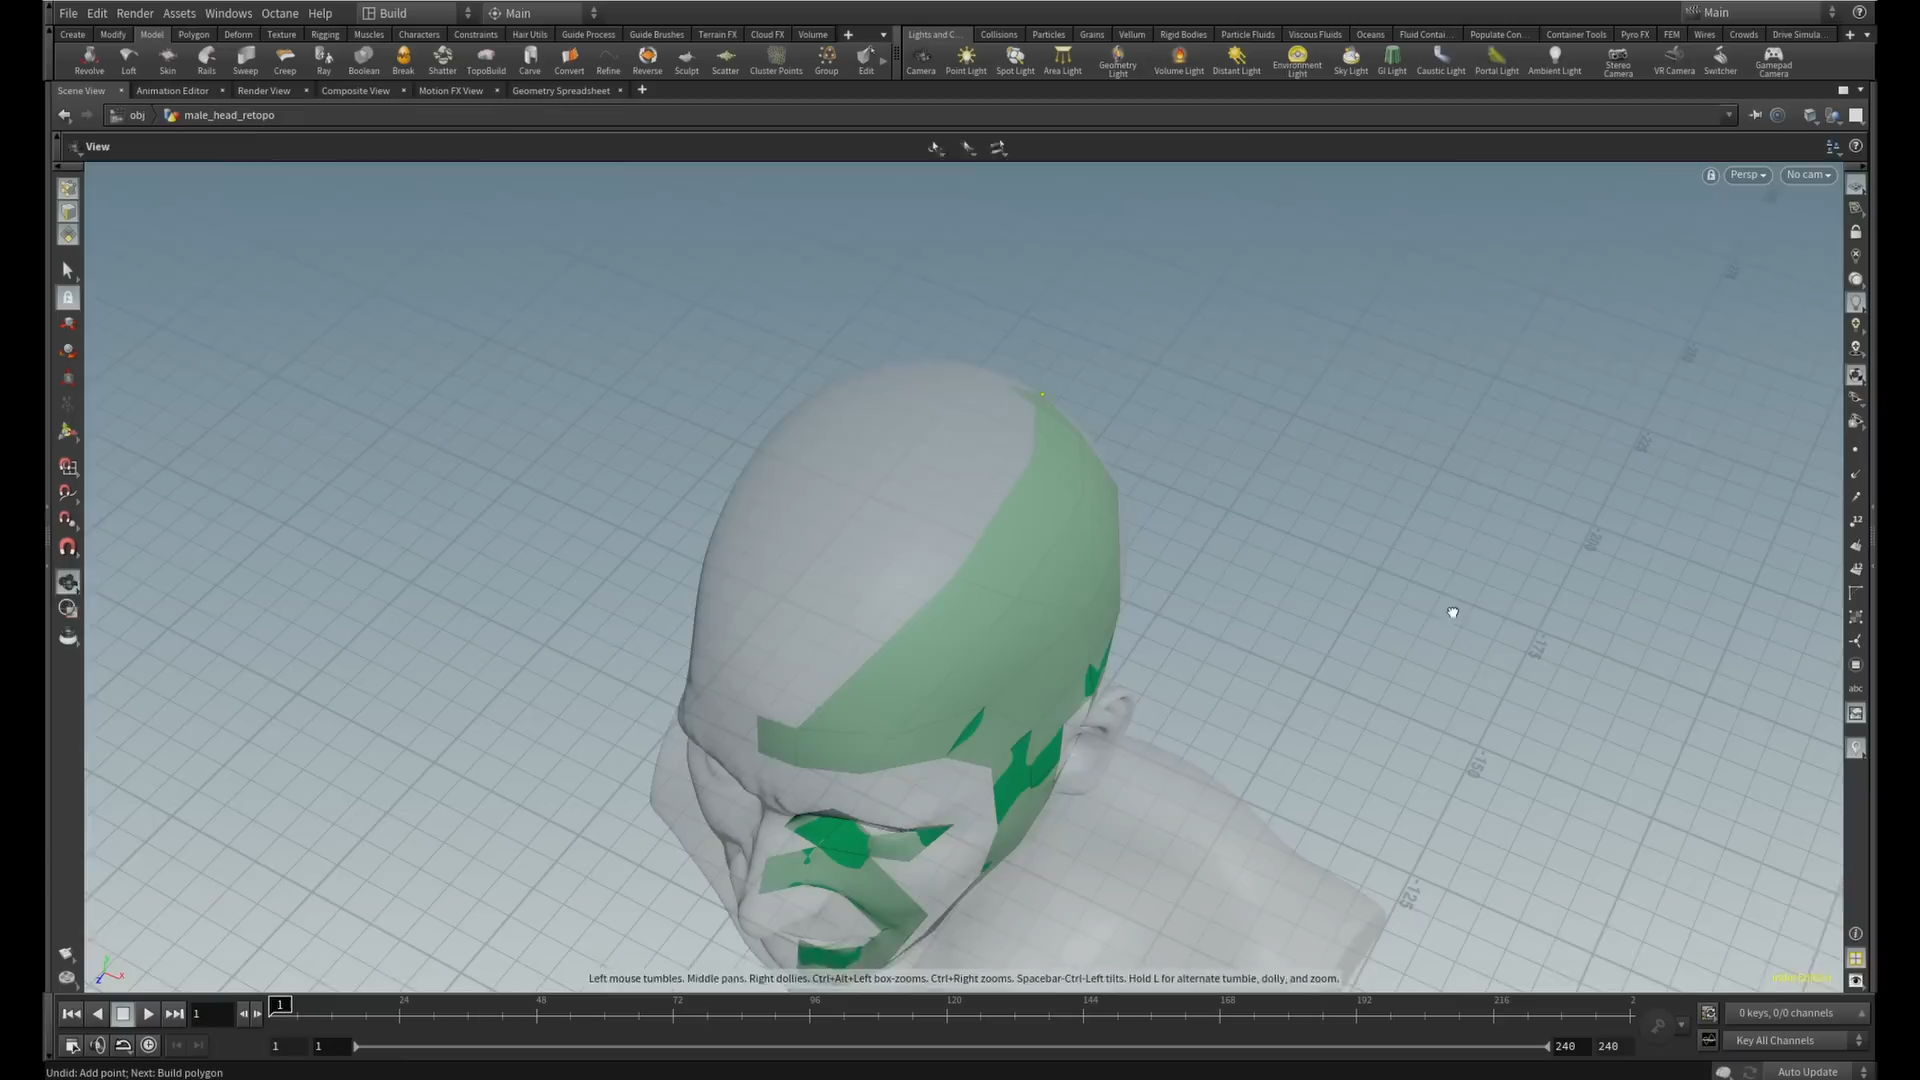 File Edit Render Assets Windows Octane Help Build Main Main
Create Modify Model Polygon Deform Texture Rigging Muscles Characters Constraints Hair Utils Guide Process Guide Brushes Terrain FX Cloud FX Volume Lights and C... Collisions Particles Grains Vellum Rigid Bodies Particle Fluids Viscous Fluids Oceans Fluid Contai... Populate Con... Container Tools Pyro FX FEM Wires Crowds Drive Simula...
Revolve Loft Skin Rails Sweep Creep Ray Boolean Break Shatter TopoBuild Carve Convert Refine Reverse Sculpt Scatter Cluster Points Group Edit Camera Point Light Spot Light Area Light Geometry Light Volume Light Distant Light Environment Light Sky Light GI Light Caustic Light Portal Light Ambient Light Stereo Camera VR Camera Switcher Gamepad Camera
Scene View Animation Editor Render View Composite View Motion FX View Geometry Spreadsheet
obj male_head_retopo
View
Persp No cam
12
12
abc
-200
-175
-150
-125
Left mouse tumbles. Middle pans. Right dollies. Ctrl+Alt+Left box-zooms. Ctrl+Right zooms. Spacebar-Ctrl-Left tilts. Hold L for alternate tumble, dolly, and zoom.
1 1 24 48 72 96 120 144 168 192 216 2 0 keys, 0/0 channels
1 1 240 240 Key All Channels
Undid: Add point; Next: Build polygon Auto Update